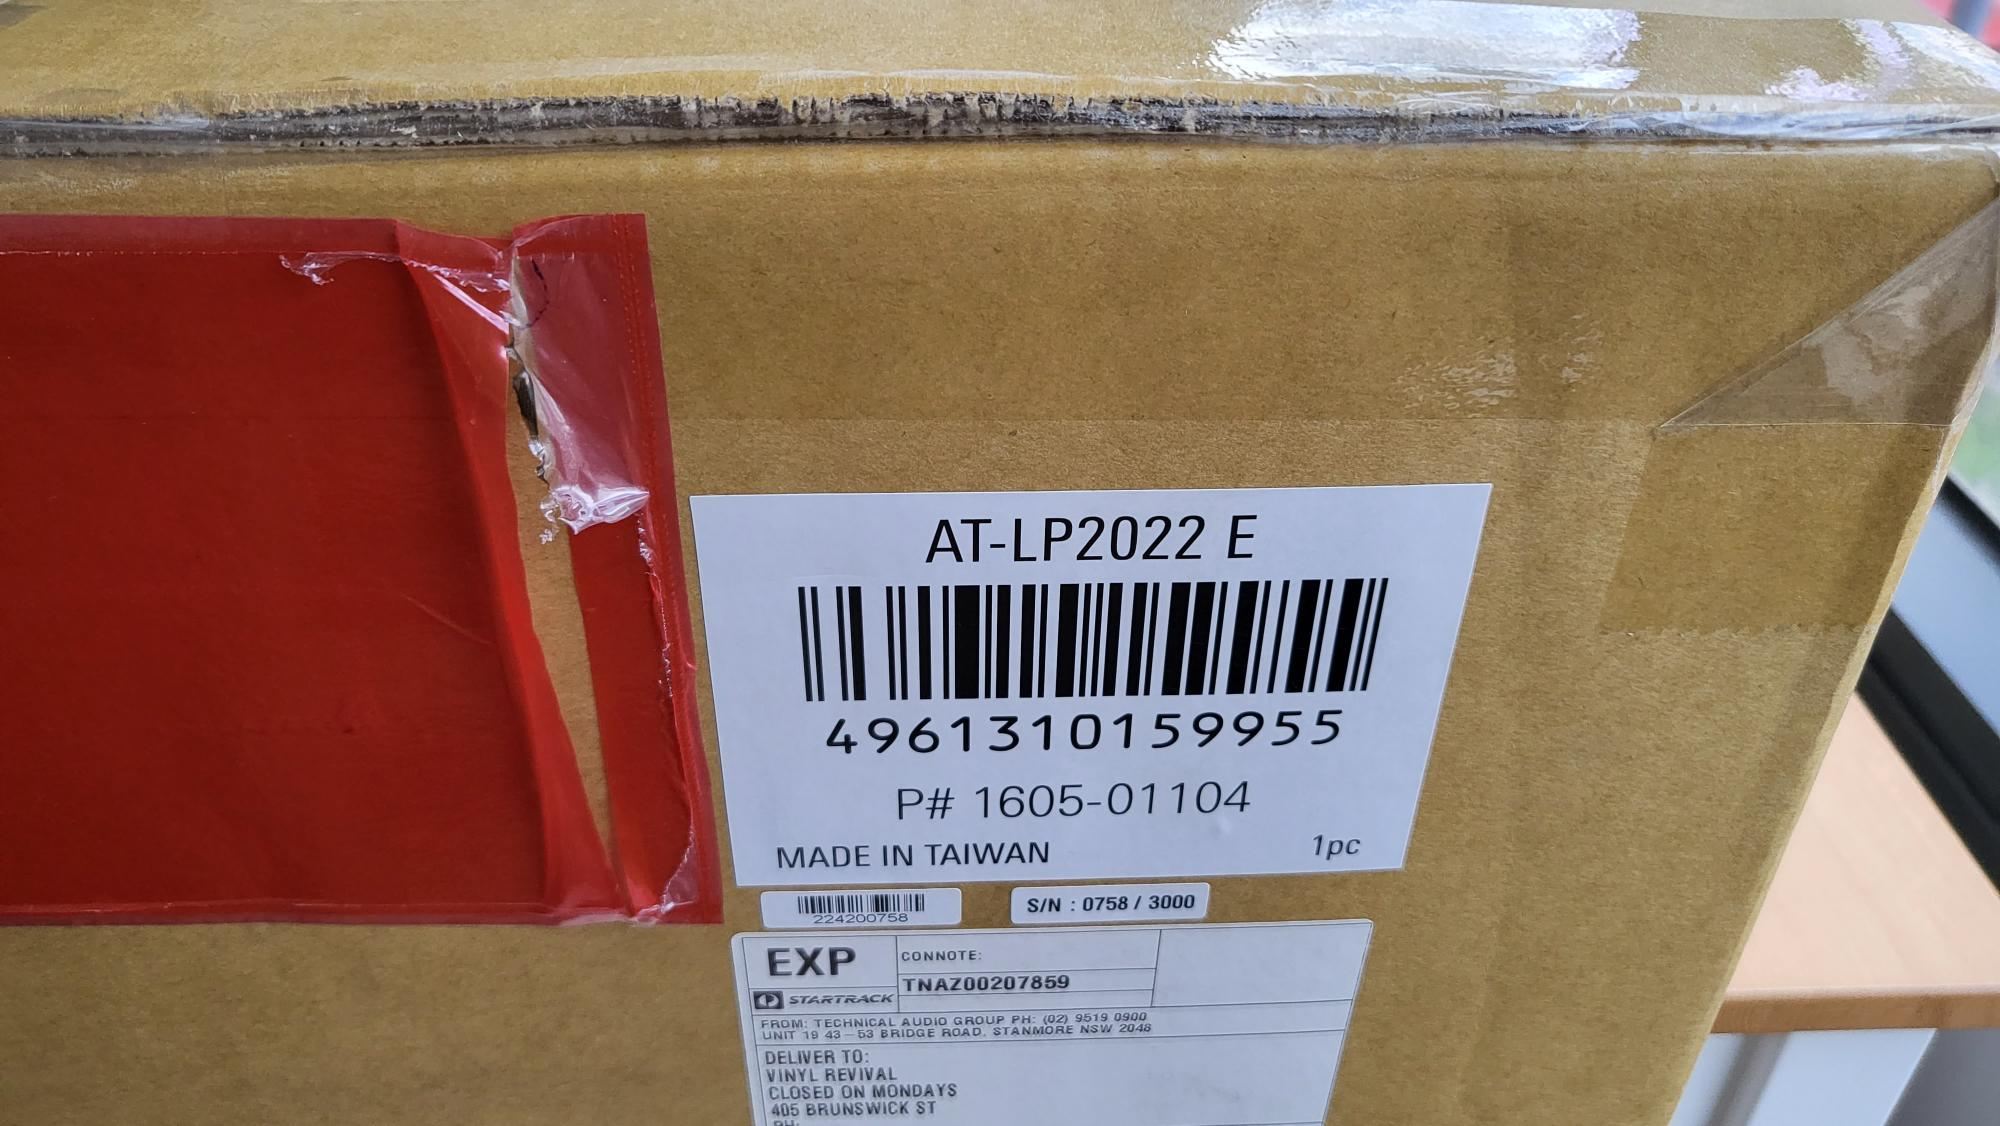 AT-LP2022 E
4961310159955
P# 1605-01104
MADE IN TAIWAN 1pc
224200758
S/N : 0758 / 3000
EXP
CONNOTE:
TNAZ00207859
STARTRACK
FROM: TECHNICAL AUDIO GROUP PH: (02) 9519 0900
UNIT 19 43-53 BRIDGE ROAD. STANMORE NSW 2048
DELIVER TO:
VINYL REVIVAL
CLOSED ON MONDAYS
405 BRUNSWICK ST
PH: